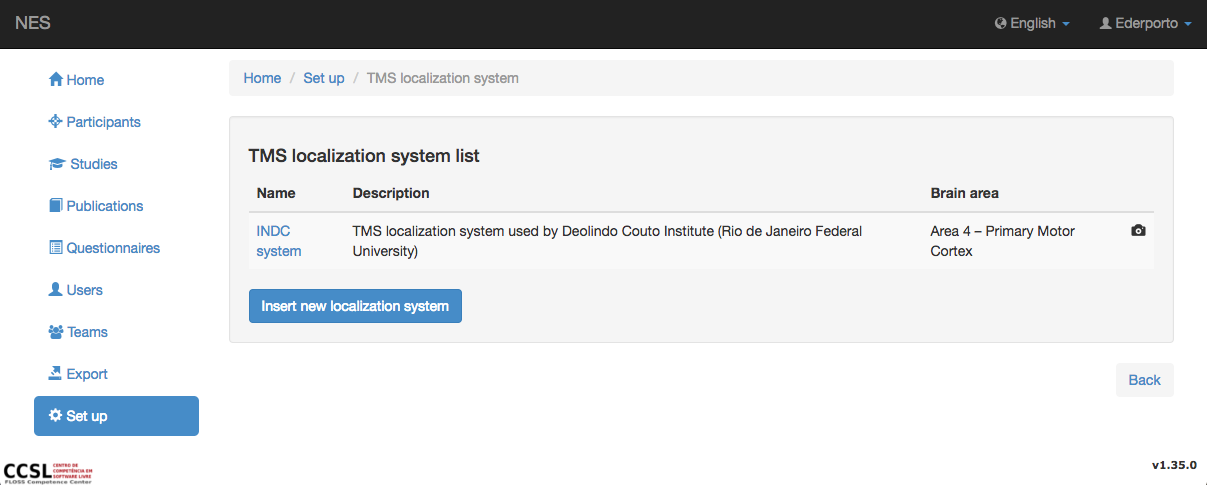 NES
English
Ederporto
Home
Participants
Studies
Publications
Questionnaires
Users
Teams
Export
Set up
Home / Set up / TMS localization system
TMS localization system list
Name Description Brain area
INDC TMS localization system used by Deolindo Couto Institute (Rio de Janeiro Federal Area 4 – Primary Motor
system University) Cortex
Insert new localization system
Back
CCSL
CENTRO DE
COMPETÊNCIA EM
SOFTWARE LIVRE
FLOSS Competence Center
v1.35.0